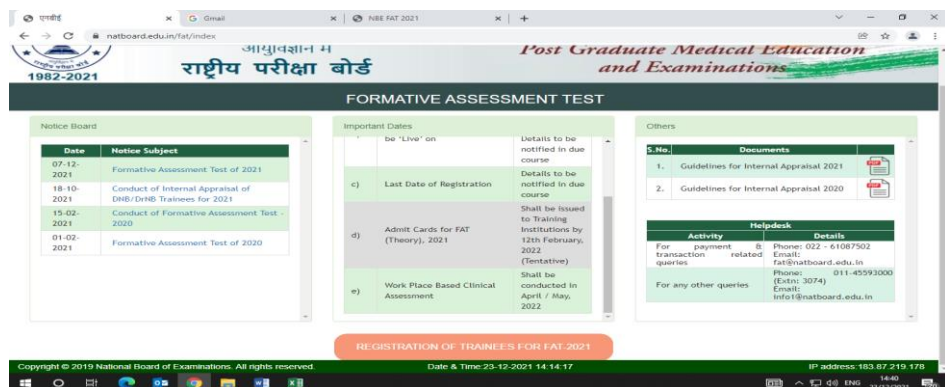 एनबीई
Gmail
NBE FAT 2021
natboard.edu.in/fat/index
1982-2021
आयुर्विज्ञान में
राष्ट्रीय परीक्षा बोर्ड
Post Graduate Medical Education
and Examinations
FORMATIVE ASSESSMENT TEST
Notice Board
Date Notice Subject
07-12-2021 Formative Assessment Test of 2021
18-10-2021 Conduct of Internal Appraisal of DNB/DrNB Trainees for 2021
15-02-2021 Conduct of Formative Assessment Test - 2020
01-02-2021 Formative Assessment Test of 2020
Important Dates
be 'Live' on Details to be notified in due course
c) Last Date of Registration Details to be notified in due course
d) Admit Cards for FAT (Theory), 2021 Shall be issued to Training Institutions by 12th February, 2022 (Tentative)
e) Work Place Based Clinical Assessment Shall be conducted in April / May, 2022
Others
S.No. Documents
1. Guidelines for Internal Appraisal 2021
2. Guidelines for Internal Appraisal 2020
Helpdesk
Activity Details
For payment & transaction related queries Phone: 022 - 61087502 Email: fat@natboard.edu.in
For any other queries Phone: 011-45593000 (Extn: 3074) Email: info1@natboard.edu.in
REGISTRATION OF TRAINEES FOR FAT-2021
Copyright © 2019 National Board of Examinations. All rights reserved. Date & Time:23-12-2021 14:14:17 IP address:183.87.219.178
ENG 14:40
23/12/2021